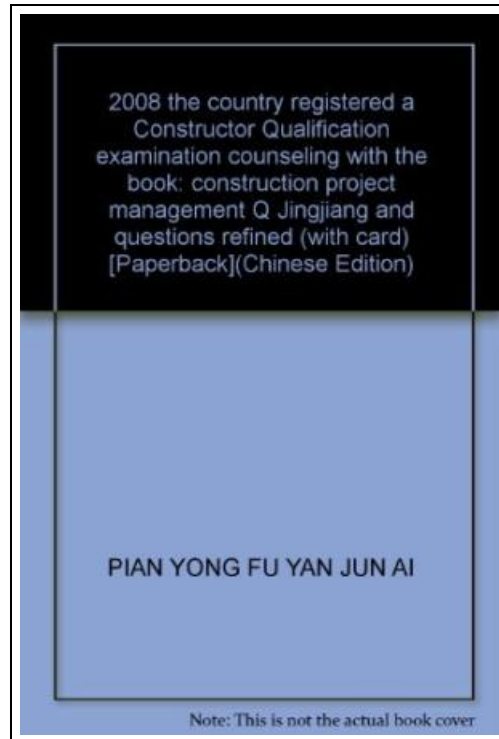 2008 the country registered a
Constructor Qualification
examination counseling with the
book: construction project
management Q Jingjiang and
questions refined (with card)
[Paperback](Chinese Edition)
PIAN YONG FU YAN JUN AI
Note: This is not the actual book cover